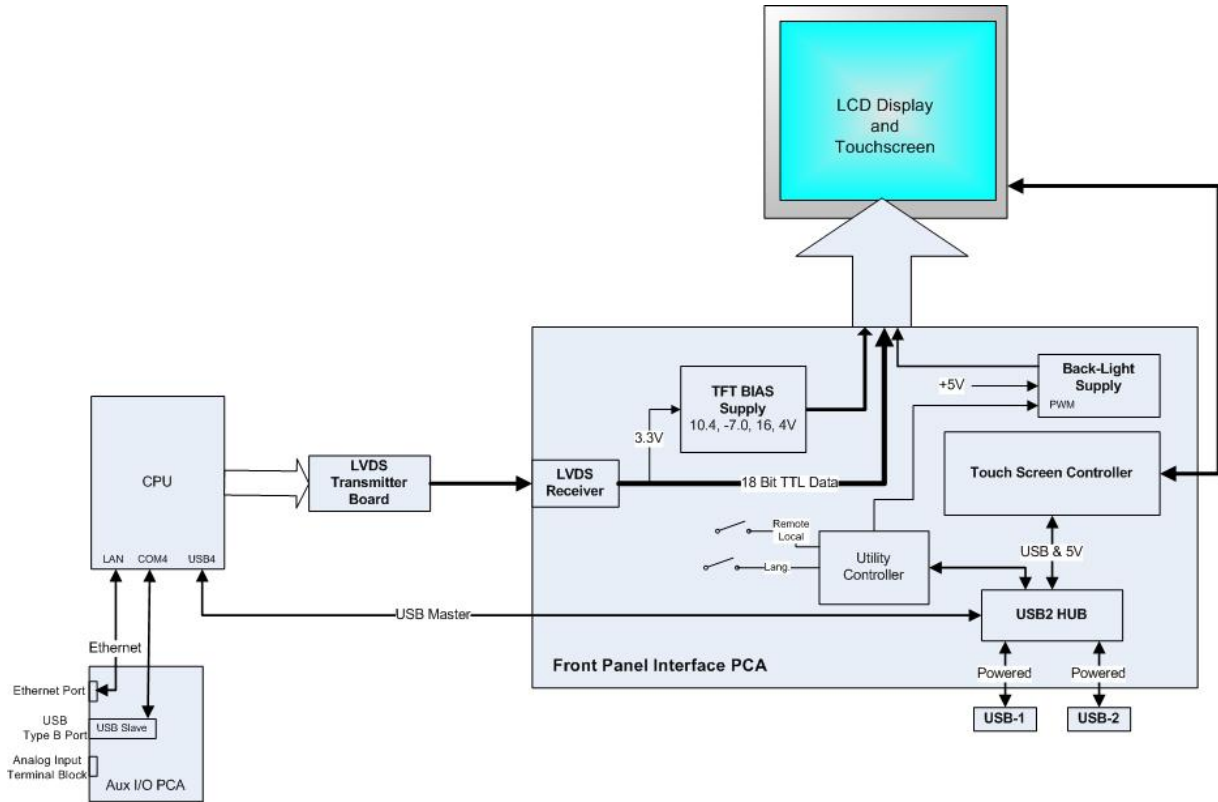 LCD Display
and
Touchscreen
TFT BIAS
Supply
10.4, -7.0, 16, 4V
Back-Light
Supply
PWM
+5V
3.3V
CPU
LAN
COM4
USB4
LVDS
Transmitter
Board
LVDS
Receiver
18 Bit TTL Data
Touch Screen Controller
Remote
Local
Lang.
Utility
Controller
USB & 5V
USB2 HUB
USB Master
Ethernet
Front Panel Interface PCA
Powered
Powered
USB-1
USB-2
Ethernet Port
USB
Type B Port
USB Slave
Analog Input
Terminal Block
Aux I/O PCA